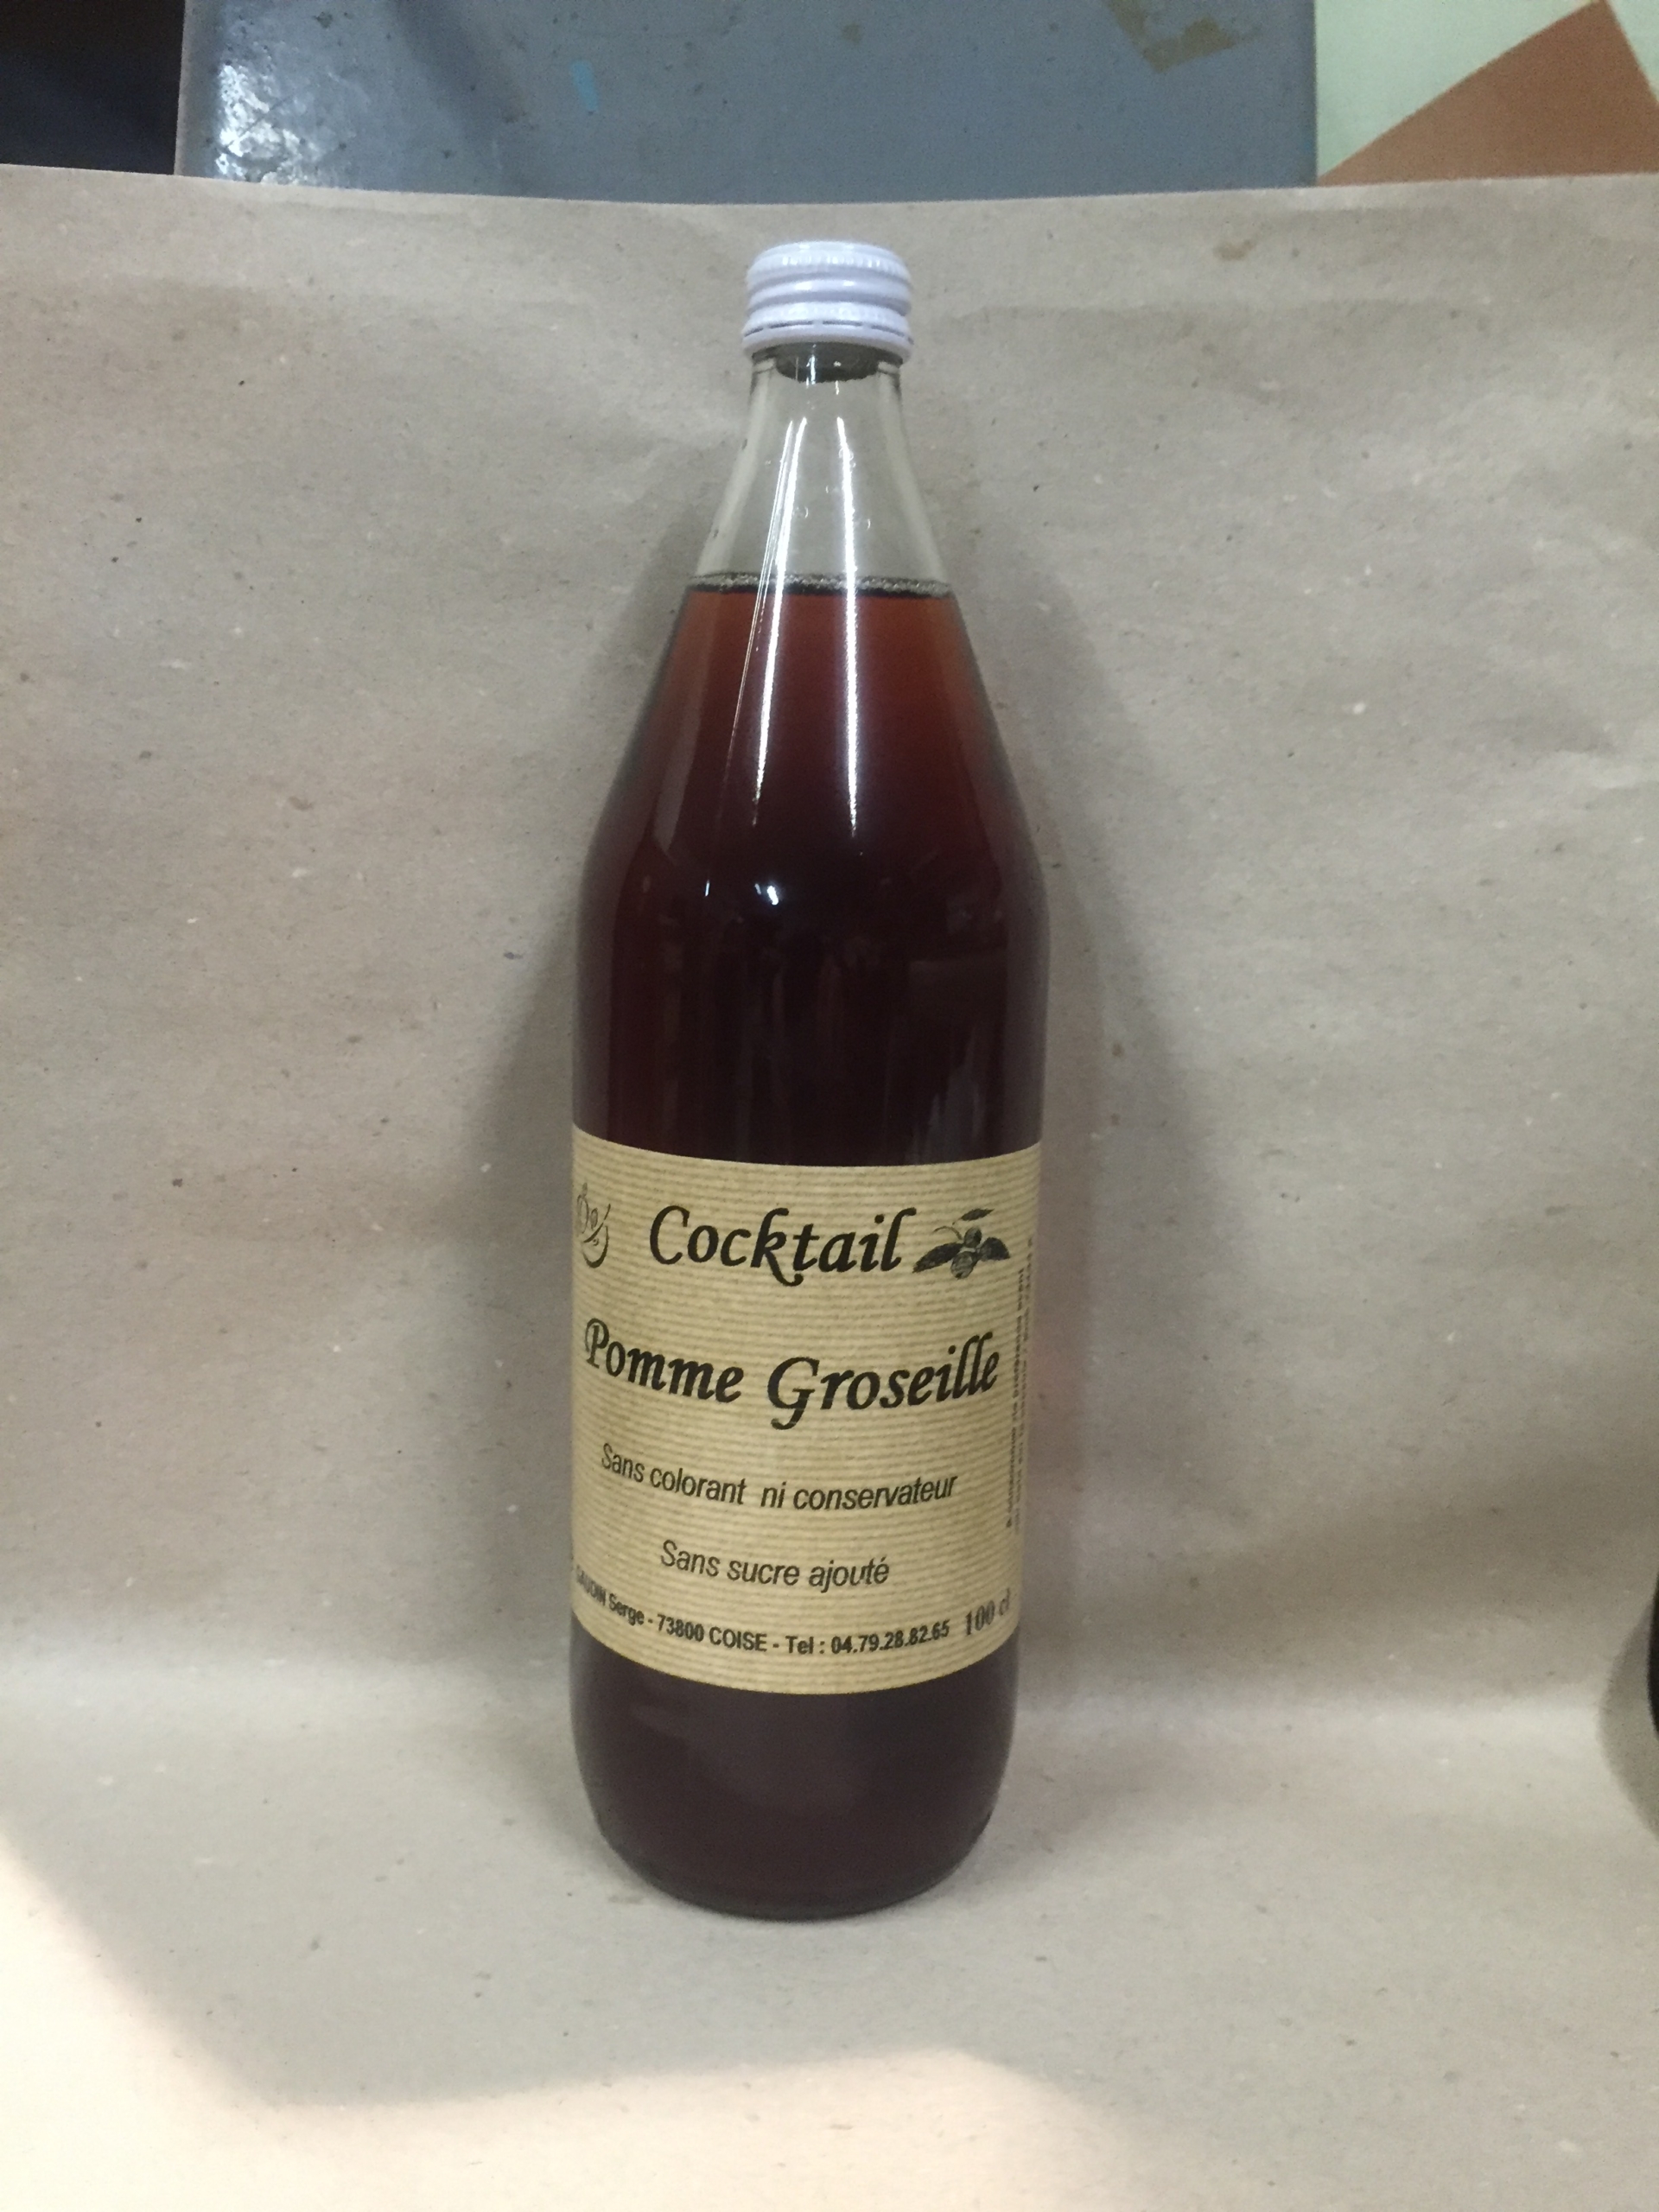 Cocktail
Pomme Groseille
Sans colorant ni conservateur
Sans sucre ajouté
GAUDIN Serge - 73800 COISE - Tel : 04.79.28.82.65 100 cl